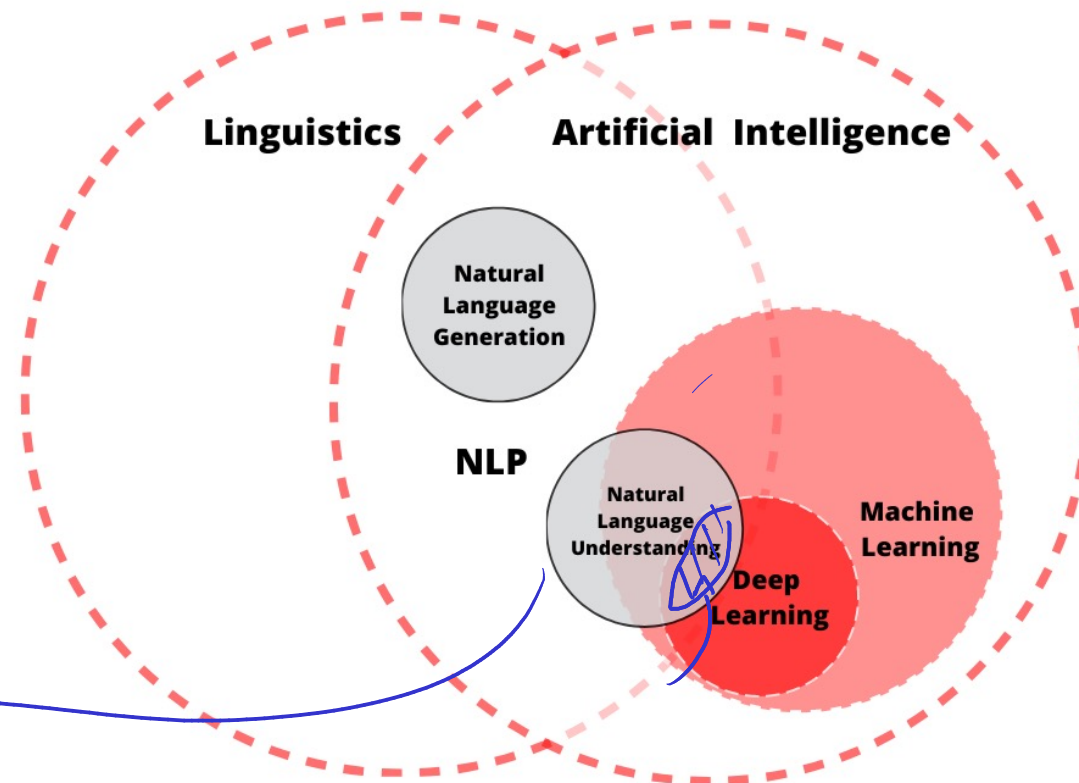 Linguistics
Artificial Intelligence
Natural
Language
Generation
NLP
Natural
Language
Understanding
Machine
Learning
Deep
Learning